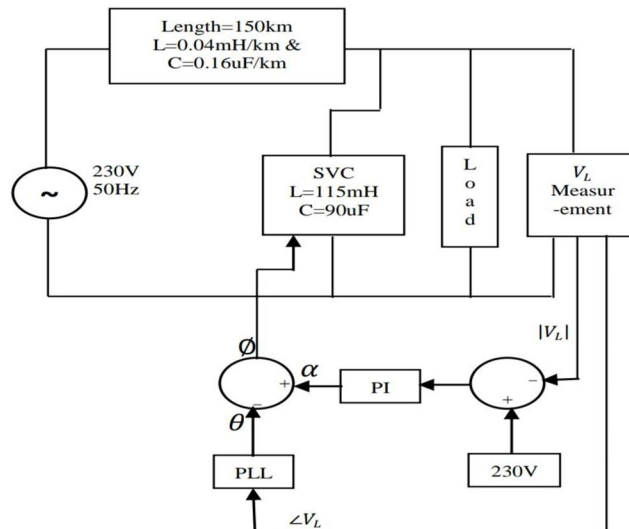 Length=150km
L=0.04mH/km &
C=0.16uF/km
230V
50Hz
~
SVC
L=115mH
C=90uF
L
o
a
d
V_L
Measur
-ement
|V_L|
∅
α
+
−
θ
PI
−
+
PLL
230V
∠V_L